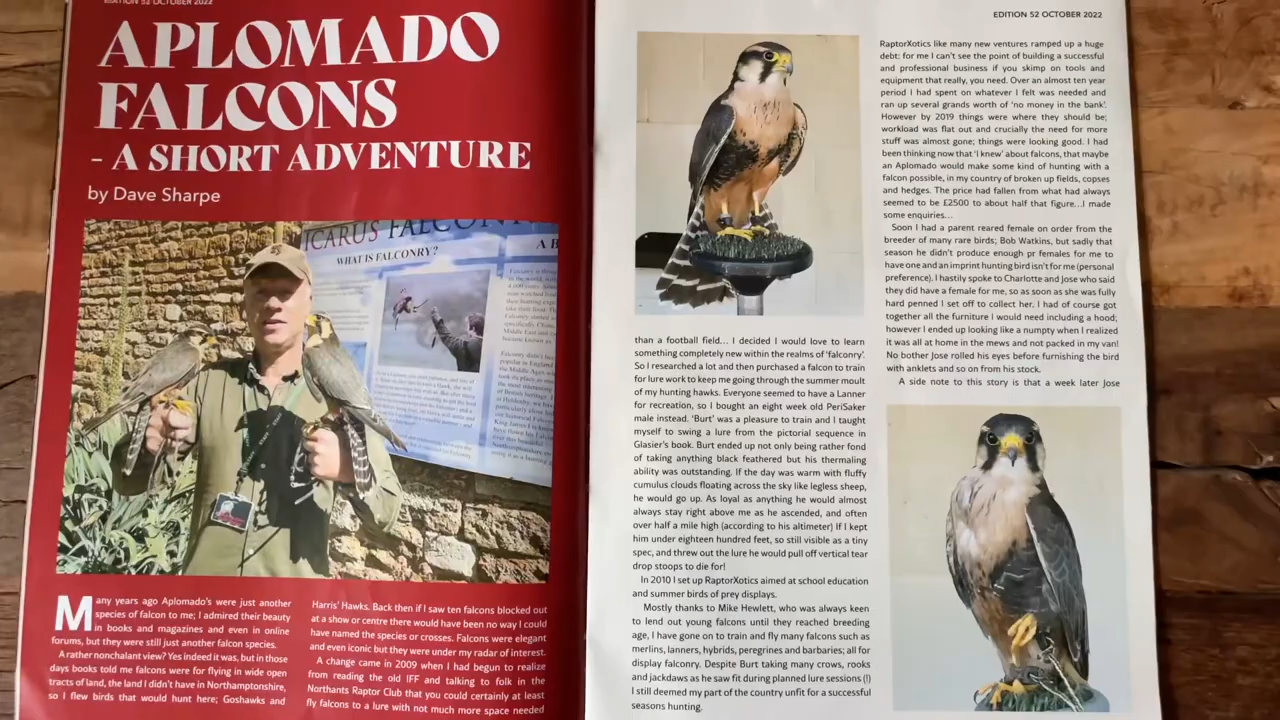 EDITION 52 OCTOBER 2022
APLOMADO
FALCONS
- A SHORT ADVENTURE
by Dave Sharpe
ICARUS FALCONRY
WHAT IS FALCONRY?
Many years ago Aplomado's were just another
species of falcon to me; I admired their beauty
in books and magazines and even in online
forums, but they were still just another falcon species.
A rather nonchalant view? Yes indeed it was, but in those
days books told me falcons were for flying in wide open
tracts of land, the land I didn't have in Northamptonshire,
so I flew birds that would hunt here; Goshawks and
Harris' Hawks. Back then if I saw ten falcons blocked out
at a show or centre there would have been no way I could
have named the species or crosses. Falcons were elegant
and even iconic but they were under my radar of interest.
A change came in 2009 when I had begun to realize
from reading the old IFF and talking to folk in the
Northants Raptor Club that you could certainly at least
fly falcons to a lure with not much more space needed
EDITION 52 OCTOBER 2022
than a football field... I decided I would love to learn
something completely new within the realms of 'falconry'.
So I researched a lot and then purchased a falcon to train
for lure work to keep me going through the summer moult
of my hunting hawks. Everyone seemed to have a Lanner
for recreation, so I bought an eight week old PeriSaker
male instead. 'Burt' was a pleasure to train and I taught
myself to swing a lure from the pictorial sequence in
Glasier's book. Burt ended up not only being rather fond
of taking anything black feathered but his thermaling
ability was outstanding. If the day was warm with fluffy
cumulus clouds floating across the sky like legless sheep,
he would go up. As loyal as anything he would almost
always stay right above me as he ascended, and often
over half a mile high (according to his altimeter) If I kept
him under eighteen hundred feet, so still visible as a tiny
spec, and threw out the lure he would pull off vertical tear
drop stoops to die for!
In 2010 I set up RaptorXotics aimed at school education
and summer birds of prey displays.
Mostly thanks to Mike Hewlett, who was always keen
to lend out young falcons until they reached breeding
age, I have gone on to train and fly many falcons such as
merlins, lanners, hybrids, peregrines and barbaries; all for
display falconry. Despite Burt taking many crows, rooks
and jackdaws as he saw fit during planned lure sessions (!)
I still deemed my part of the country unfit for a successful
seasons hunting.
RaptorXotics like many new ventures ramped up a huge
debt; for me I can't see the point of building a successful
and professional business if you skimp on tools and
equipment that really, you need. Over an almost ten year
period I had spent on whatever I felt was needed and
ran up several grands worth of 'no money in the bank'.
However by 2019 things were where they should be;
workload was flat out and crucially the need for more
stuff was almost gone; things were looking good. I had
been thinking now that 'I knew' about falcons, that maybe
an Aplomado would make some kind of hunting with a
falcon possible, in my country of broken up fields, copses
and hedges. The price had fallen from what had always
seemed to be £2500 to about half that figure...I made
some enquiries...
Soon I had a parent reared female on order from the
breeder of many rare birds; Bob Watkins, but sadly that
season he didn't produce enough pr females for me to
have one and an imprint hunting bird isn't for me (personal
preference). I hastily spoke to Charlotte and Jose who said
they did have a female for me, so as soon as she was fully
hard penned I set off to collect her. I had of course got
together all the furniture I would need including a hood;
however I ended up looking like a numpty when I realized
it was all at home in the mews and not packed in my van!
No bother Jose rolled his eyes before furnishing the bird
with anklets and so on from his stock.
A side note to this story is that a week later Jose